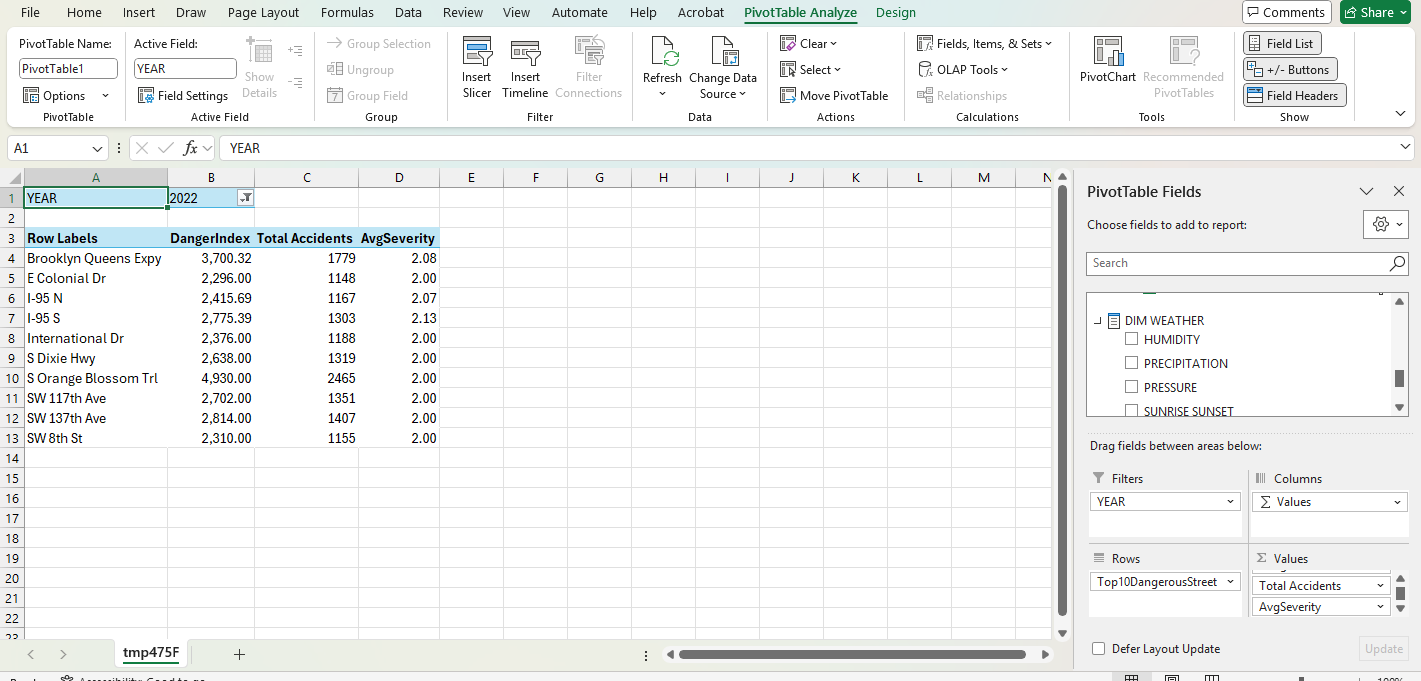 File Home Insert Draw Page Layout Formulas Data Review View Automate Help Acrobat PivotTable Analyze Design Comments Share
PivotTable Name:
PivotTable1
Options
PivotTable
Active Field:
YEAR
Field Settings
Show Details
Active Field
Group Selection
Ungroup
7 Group Field
Group
Insert Slicer
Insert Timeline
Filter Connections
Filter
Refresh
Change Data Source
Data
Clear
Select
Move PivotTable
Actions
fx Fields, Items, & Sets
fx OLAP Tools
Relationships
Calculations
PivotChart
Recommended PivotTables
?
Tools
Field List
+/- Buttons
Field Headers
Show
A1 fx YEAR
A B C D E F G H I J K L M N
1 YEAR 2022
2
3 Row Labels DangerIndex Total Accidents AvgSeverity
4 Brooklyn Queens Expy 3,700.32 1779 2.08
5 E Colonial Dr 2,296.00 1148 2.00
6 I-95 N 2,415.69 1167 2.07
7 I-95 S 2,775.39 1303 2.13
8 International Dr 2,376.00 1188 2.00
9 S Dixie Hwy 2,638.00 1319 2.00
10 S Orange Blossom Trl 4,930.00 2465 2.00
11 SW 117th Ave 2,702.00 1351 2.00
12 SW 137th Ave 2,814.00 1407 2.00
13 SW 8th St 2,310.00 1155 2.00
14
15
16
17
18
19
20
21
22
23
tmp475F +
Accessibility: Good to go
100%
PivotTable Fields
Choose fields to add to report:
Search
DIM WEATHER
HUMIDITY
PRECIPITATION
PRESSURE
SUNRISE SUNSET
Drag fields between areas below:
Filters
YEAR
Columns
Σ Values
Rows
Top10DangerousStreet
Σ Values
Total Accidents
AvgSeverity
Defer Layout Update
Update